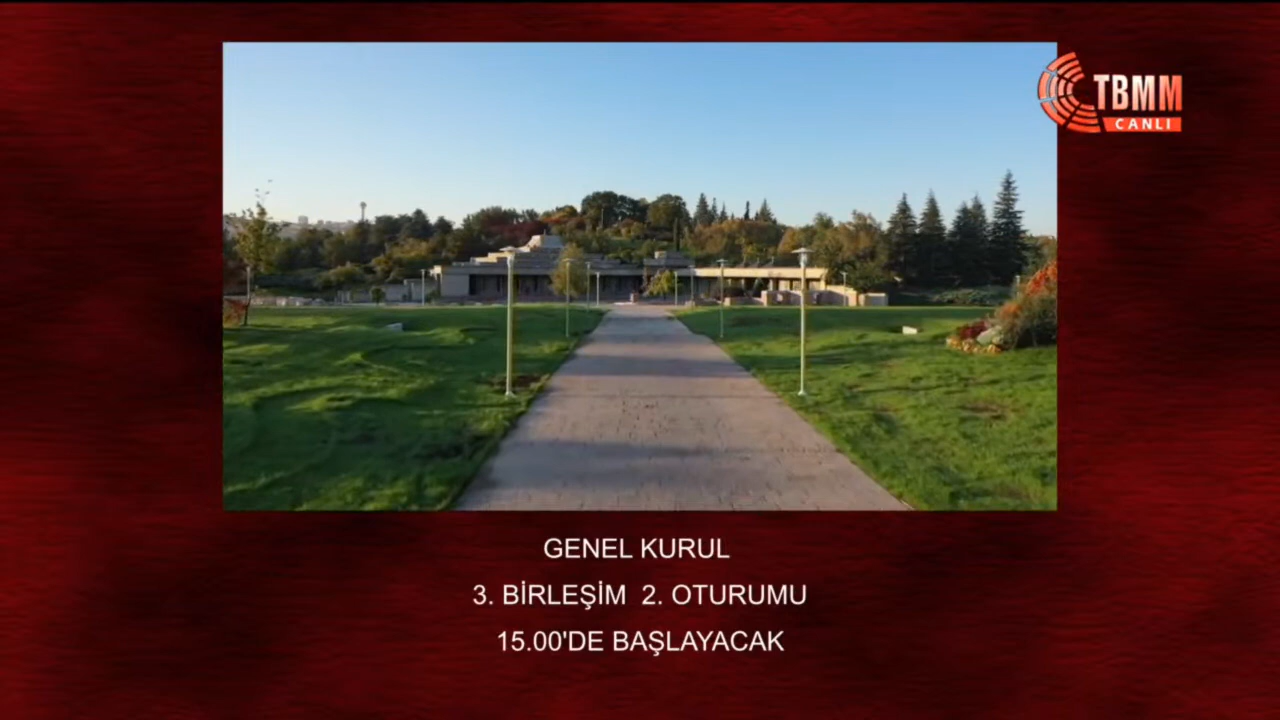 TBMM
CANLI
GENEL KURUL
3. BİRLEŞİM 2. OTURUMU
15.00'DE BAŞLAYACAK